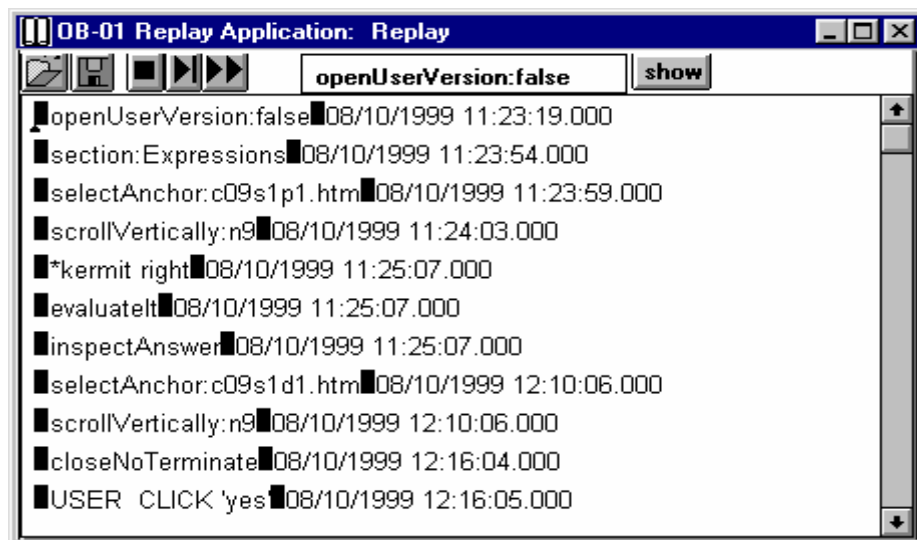 OB-01 Replay Application: Replay
openUserVersion:false show
openUserVersion:false 08/10/1999 11:23:19.000
section:Expressions 08/10/1999 11:23:54.000
selectAnchor:c09s1p1.htm 08/10/1999 11:23:59.000
scrollVertically:n9 08/10/1999 11:24:03.000
*kermit right 08/10/1999 11:25:07.000
evaluateIt 08/10/1999 11:25:07.000
inspectAnswer 08/10/1999 11:25:07.000
selectAnchor:c09s1d1.htm 08/10/1999 12:10:06.000
scrollVertically:n9 08/10/1999 12:10:06.000
closeNoTerminate 08/10/1999 12:16:04.000
USER CLICK 'yes' 08/10/1999 12:16:05.000